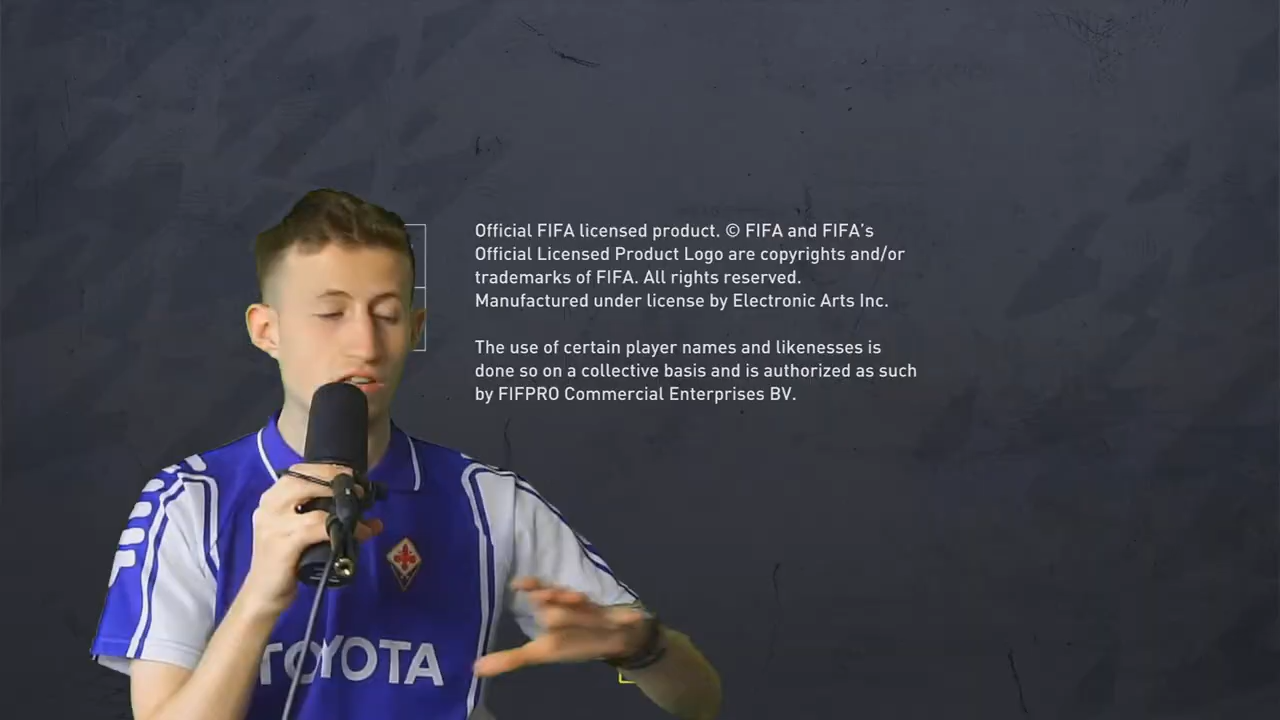 Official FIFA licensed product. © FIFA and FIFA's
Official Licensed Product Logo are copyrights and/or
trademarks of FIFA. All rights reserved.
Manufactured under license by Electronic Arts Inc.
The use of certain player names and likenesses is
done so on a collective basis and is authorized as such
by FIFPRO Commercial Enterprises BV.
TOYOTA